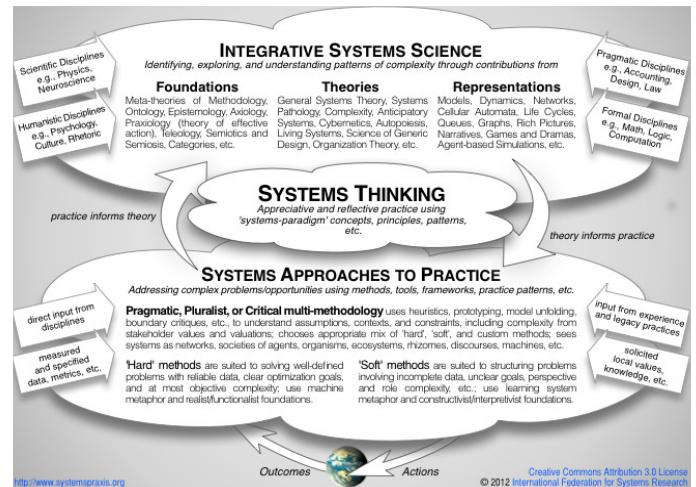 INTEGRATIVE SYSTEMS SCIENCE
Identifying, exploring, and understanding patterns of complexity through contributions from
Scientific Disciplines
e.g., Physics,
Neuroscience
Humanistic Disciplines
e.g., Psychology,
Culture, Rhetoric
Foundations
Meta-theories of Methodology,
Ontology, Epistemology, Axiology,
Praxiology (theory of effective
action), Teleology, Semiotics and
Semiosis, Categories, etc.
Theories
General Systems Theory, Systems
Pathology, Complexity, Anticipatory
Systems, Cybernetics, Autopoiesis,
Living Systems, Science of Generic
Design, Organization Theory, etc.
Representations
Models, Dynamics, Networks,
Cellular Automata, Life Cycles,
Queues, Graphs, Rich Pictures,
Narratives, Games and Dramas,
Agent-based Simulations, etc.
Pragmatic Disciplines
e.g., Accounting,
Design, Law
Formal Disciplines
e.g., Math, Logic,
Computation
SYSTEMS THINKING
Appreciative and reflective practice using
'systems-paradigm' concepts, principles, patterns,
etc.
practice informs theory
theory informs practice
SYSTEMS APPROACHES TO PRACTICE
Addressing complex problems/opportunities using methods, tools, frameworks, practice patterns, etc.
direct input from
disciplines
measured
and specified
data, metrics, etc.
Pragmatic, Pluralist, or Critical multi-methodology uses heuristics, prototyping, model unfolding,
boundary critiques, etc., to understand assumptions, contexts, and constraints, including complexity from
stakeholder values and valuations; chooses appropriate mix of 'hard', 'soft', and custom methods; sees
systems as networks, societies of agents, organisms, ecosystems, rhizomes, discourses, machines, etc.
'Hard' methods are suited to solving well-defined
problems with reliable data, clear optimization goals,
and at most objective complexity; use machine
metaphor and realist/functionalist foundations.
'Soft' methods are suited to structuring problems
involving incomplete data, unclear goals, perspective
and role complexity, etc.; use learning system
metaphor and constructivist/interpretivist foundations.
input from experience
and legacy practices
solicited
local values,
knowledge, etc.
Outcomes
Actions
http://www.systemspraxis.org
Creative Commons Attribution 3.0 License
© 2012 International Federation for Systems Research